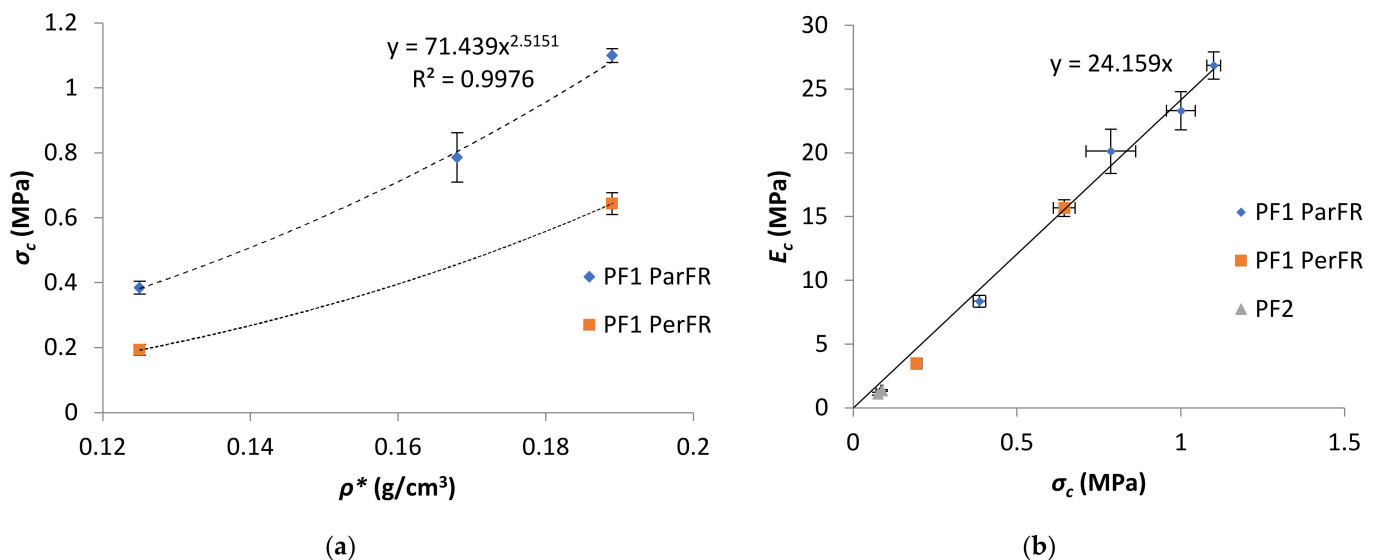 1.2
1
0.8
0.6
0.4
0.2
0
0.12
0.14
0.16
0.18
0.2
σc (MPa)
ρ* (g/cm³)
y = 71.439x^2.5151
R² = 0.9976
PF1 ParFR
PF1 PerFR
(a)
30
25
20
15
10
5
0
0
0.5
1
1.5
Ec (MPa)
σc (MPa)
y = 24.159x
PF1 ParFR
PF1 PerFR
PF2
(b)